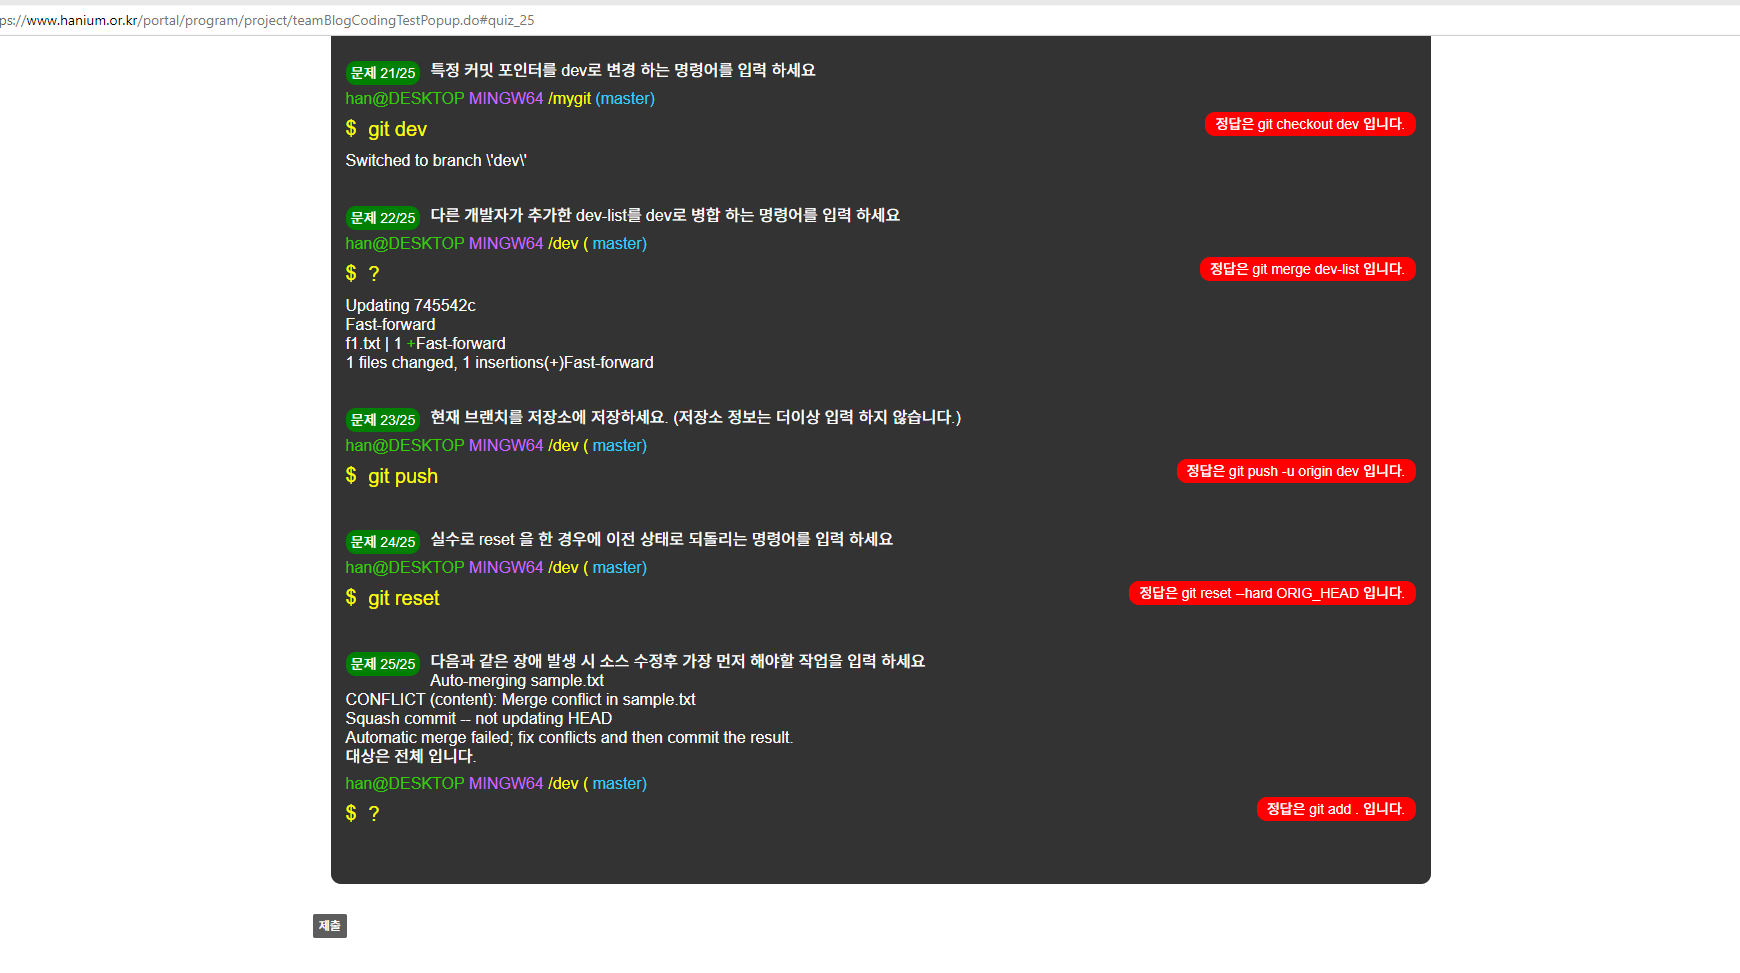 ps://www.hanium.or.kr/portal/program/project/teamBlogCodingTestPopup.do#quiz_25
문제 21/25 특정 커밋 포인터를 dev로 변경 하는 명령어를 입력 하세요
han@DESKTOP MINGW64 /mygit (master)
$ git dev
정답은 git checkout dev 입니다.
Switched to branch \'dev\'
문제 22/25 다른 개발자가 추가한 dev-list를 dev로 병합 하는 명령어를 입력 하세요
han@DESKTOP MINGW64 /dev ( master)
$ ?
정답은 git merge dev-list 입니다.
Updating 745542c
Fast-forward
f1.txt | 1 +Fast-forward
1 files changed, 1 insertions(+)Fast-forward
문제 23/25 현재 브랜치를 저장소에 저장하세요. (저장소 정보는 더이상 입력 하지 않습니다.)
han@DESKTOP MINGW64 /dev ( master)
$ git push
정답은 git push -u origin dev 입니다.
문제 24/25 실수로 reset 을 한 경우에 이전 상태로 되돌리는 명령어를 입력 하세요
han@DESKTOP MINGW64 /dev ( master)
$ git reset
정답은 git reset --hard ORIG_HEAD 입니다.
문제 25/25 다음과 같은 장애 발생 시 소스 수정후 가장 먼저 해야할 작업을 입력 하세요
Auto-merging sample.txt
CONFLICT (content): Merge conflict in sample.txt
Squash commit -- not updating HEAD
Automatic merge failed; fix conflicts and then commit the result.
대상은 전체 입니다.
han@DESKTOP MINGW64 /dev ( master)
$ ?
정답은 git add . 입니다.
제출